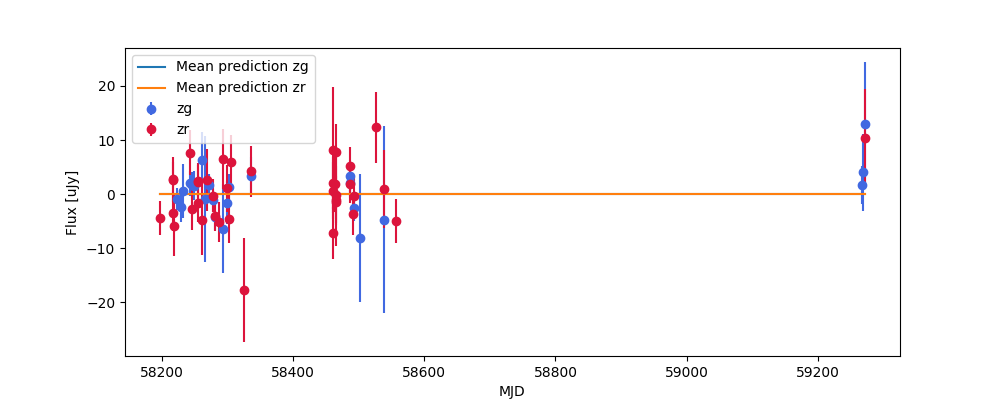 Mean prediction zg
Mean prediction zr
zg
zr
20
10
0
−10
−20
Flux [uJy]
58200
58400
58600
58800
59000
59200
MJD